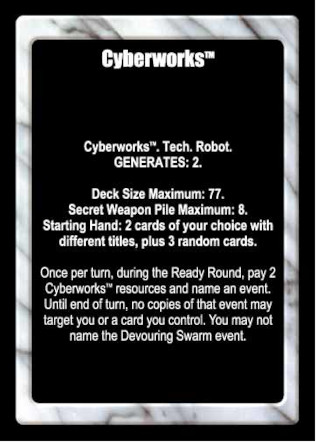 Cyberworks™
Cyberworks™. Tech. Robot.
GENERATES: 2.
Deck Size Maximum: 77.
Secret Weapon Pile Maximum: 8.
Starting Hand: 2 cards of your choice with
different titles, plus 3 random cards.
Once per turn, during the Ready Round, pay 2
Cyberworks™ resources and name an event.
Until end of turn, no copies of that event may
target you or a card you control. You may not
name the Devouring Swarm event.